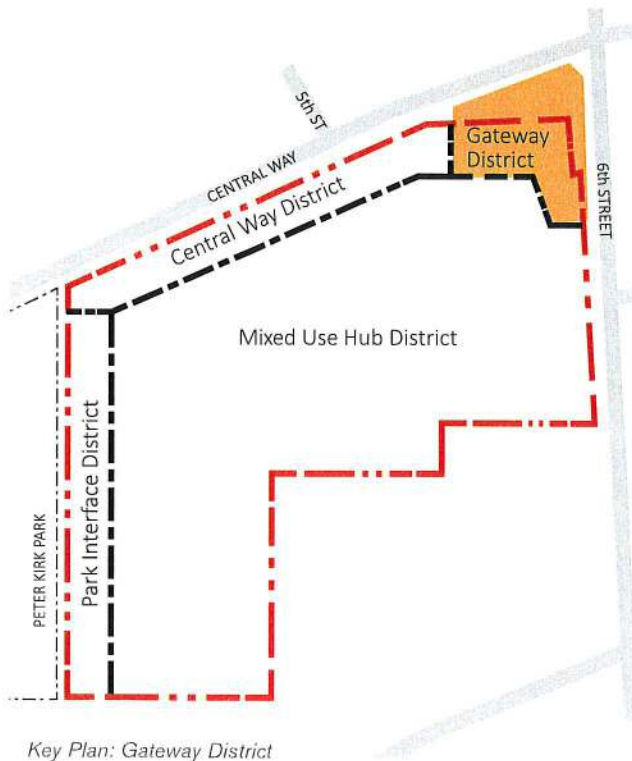 5th ST
CENTRAL WAY
Gateway
District
6th STREET
Central Way District
Mixed Use Hub District
Park Interface District
PETER KIRK PARK
Key Plan: Gateway District